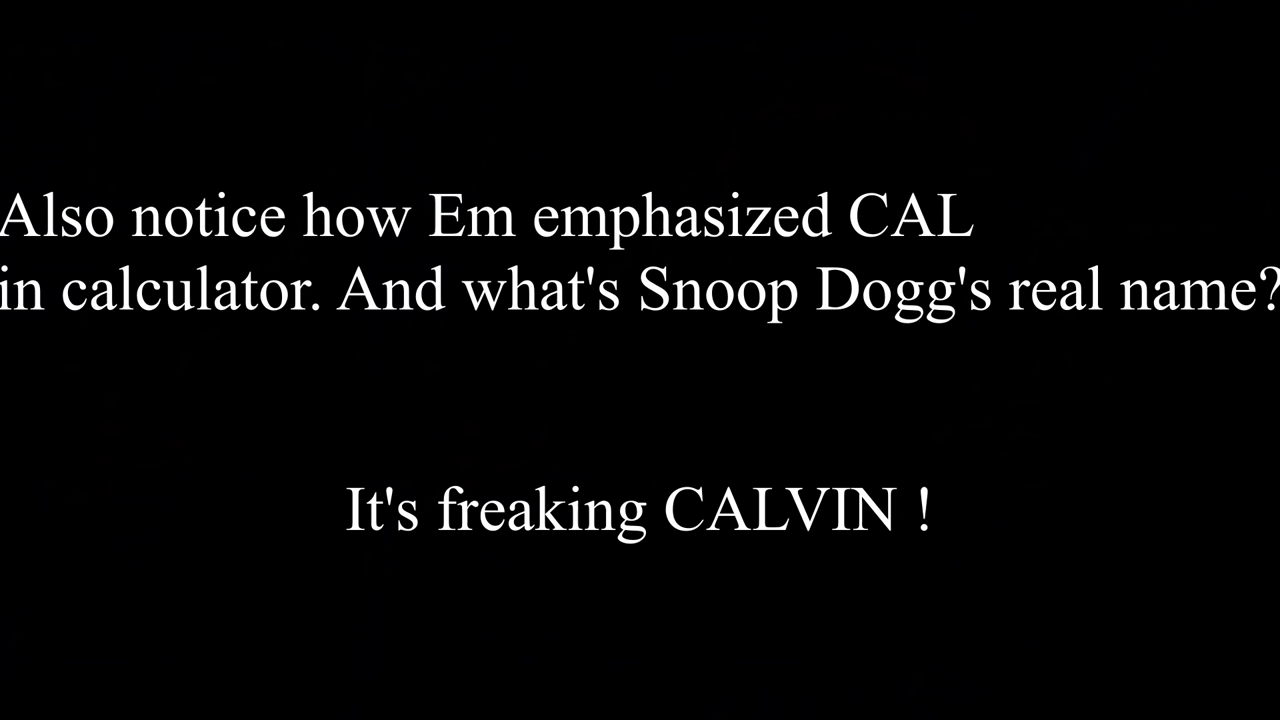 Also notice how Em emphasized CAL
in calculator. And what's Snoop Dogg's real name?
It's freaking CALVIN !